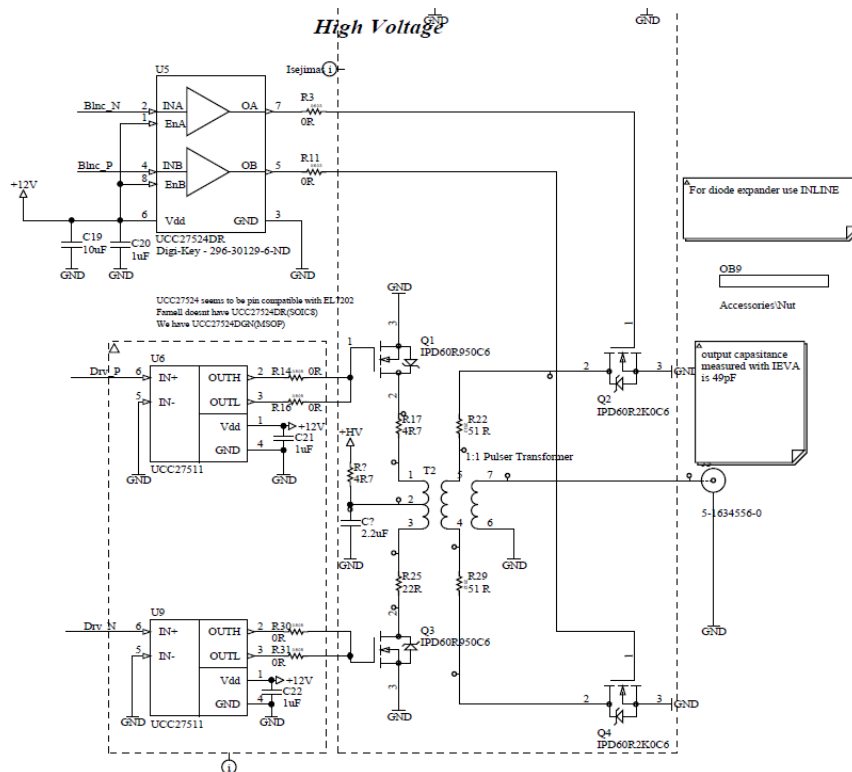 GND
GND
High Voltage
Isejimas
i
U5
Blnc_N
2
INA
OA
7
R3
0R
1
EnA
Blnc_P
4
INB
OB
5
R11
0R
8
EnB
+12V
6
Vdd
GND
3
C19
10uF
C20
1uF
UCC27524DR
Digi-Key - 296-30129-6-ND
GND
GND
GND
For diode expander use INLINE
OB9
Accessories\Nut
UCC27524 seems to be pin compatible with EL7202
Farnell doesnt have UCC27524DR(SOIC8)
We have UCC27524DGN(MSOP)
GND
3
Q1
IPD60R950C6
1
2
U6
Drv_P
6
IN+
OUTH
2
R14
0R
5
IN-
OUTL
3
R16
0R
Vdd
1
+12V
GND
4
C21
1uF
GND
GND
UCC27511
1
2
3
GND
Q2
IPD60R2K0C6
output capasitance
measured with IEVA
is 49pF
R17
4R7
R22
51 R
+HV
R?
4R7
1:1 Pulser Transformer
T2
1
2
3
5
4
7
6
C?
2.2uF
GND
GND
5-1634556-0
GND
R25
22R
R29
51 R
U9
Drv_N
6
IN+
OUTH
2
R30
0R
5
IN-
OUTL
3
R31
0R
Vdd
1
+12V
GND
4
C22
1uF
GND
GND
UCC27511
2
Q3
IPD60R950C6
1
3
GND
1
2
3
GND
Q4
IPD60R2K0C6
i